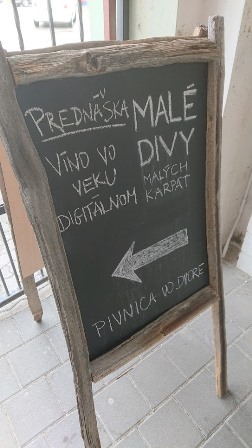 PREDNÁŠKA
VÍNO VO
VEKU
DIGITÁLNOM
MALÉ
DIVY
MALÝCH
KARPÁT
PIVNICA VO DVORE